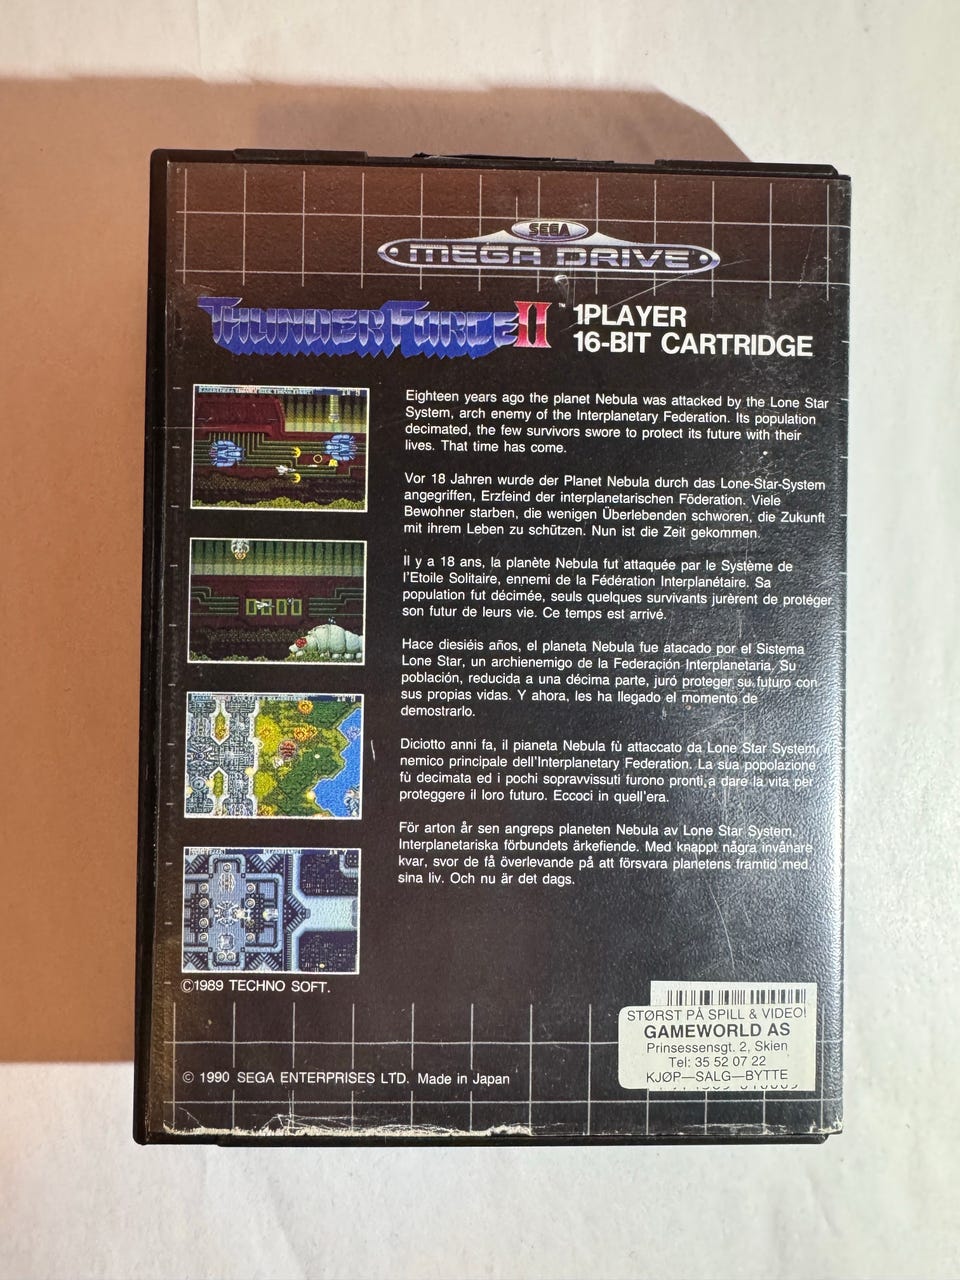 SEGA
MEGA DRIVE
THUNDER FORCE II™
1PLAYER
16-BIT CARTRIDGE
Eighteen years ago the planet Nebula was attacked by the Lone Star
System, arch enemy of the Interplanetary Federation. Its population
decimated, the few survivors swore to protect its future with their
lives. That time has come.
Vor 18 Jahren wurde der Planet Nebula durch das Lone-Star-System
angegriffen, Erzfeind der interplanetarischen Föderation. Viele
Bewohner starben, die wenigen Überlebenden schworen, die Zukunft
mit ihrem Leben zu schützen. Nun ist die Zeit gekommen.
Il y a 18 ans, la planète Nebula fut attaquée par le Système de
l'Etoile Solitaire, ennemi de la Fédération Interplanétaire. Sa
population fut décimée, seuls quelques survivants jurèrent de protéger
son futur de leurs vie. Ce temps est arrivé.
Hace diesiéis años, el planeta Nebula fue atacado por el Sistema
Lone Star, un archienemigo de la Federación Interplanetaria. Su
población, reducida a una décima parte, juró proteger su futuro con
sus propias vidas. Y ahora, les ha llegado el momento de
demostrarlo.
Diciotto anni fa, il pianeta Nebula fù attaccato da Lone Star System,
nemico principale dell'Interplanetary Federation. La sua popolazione
fù decimata ed i pochi sopravvissuti furono pronti a dare la vita per
proteggere il loro futuro. Eccoci in quell'era.
För arton år sen angreps planeten Nebula av Lone Star System,
Interplanetariska förbundets ärkefiende. Med knappt några invånare
kvar, svor de få överlevande på att försvara planetens framtid med
sina liv. Och nu är det dags.
©1989 TECHNO SOFT.
© 1990 SEGA ENTERPRISES LTD. Made in Japan
STØRST PÅ SPILL & VIDEO!
GAMEWORLD AS
Prinsessensgt. 2, Skien
Tel: 35 52 07 22
KJØP—SALG—BYTTE